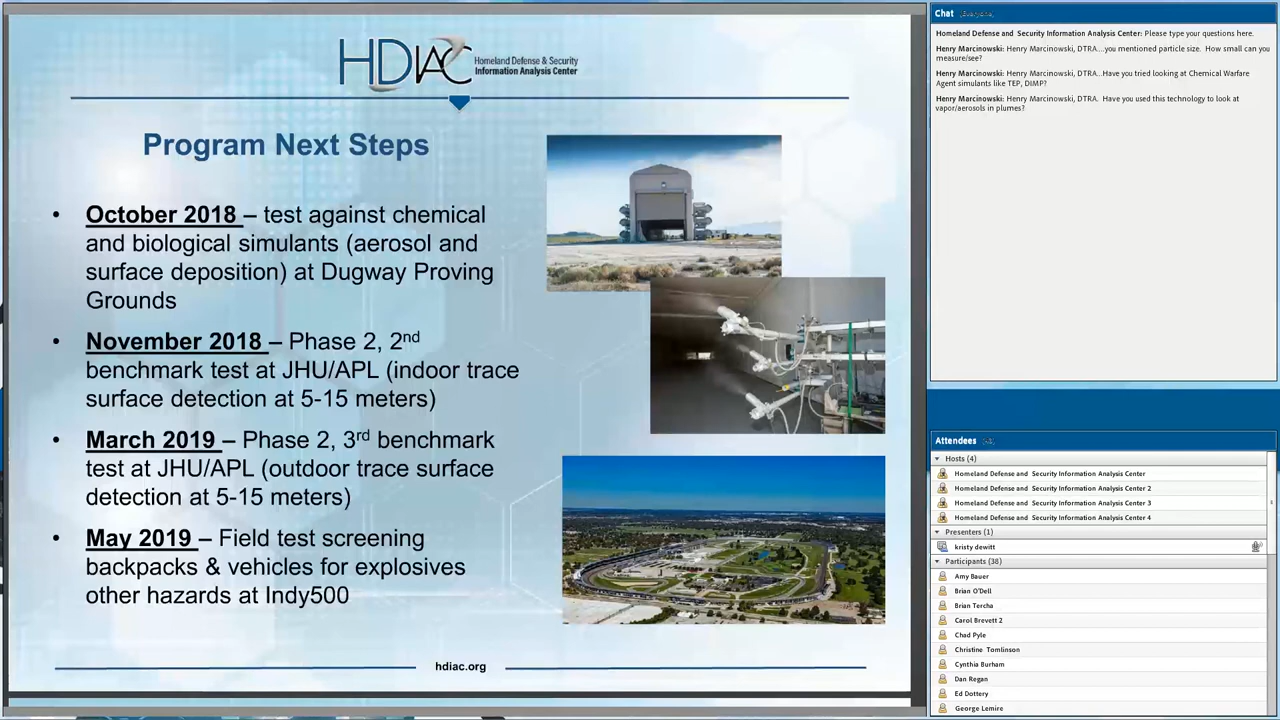 HDIAC
Homeland Defense & Security
Information Analysis Center
Program Next Steps
• October 2018 – test against chemical
and biological simulants (aerosol and
surface deposition) at Dugway Proving
Grounds
• November 2018 – Phase 2, 2nd
benchmark test at JHU/APL (indoor trace
surface detection at 5-15 meters)
• March 2019 – Phase 2, 3rd benchmark
test at JHU/APL (outdoor trace surface
detection at 5-15 meters)
• May 2019 – Field test screening
backpacks & vehicles for explosives
other hazards at Indy500
hdiac.org
Chat (Everyone)
Homeland Defense and Security Information Analysis Center: Please type your questions here.
Henry Marcinowski: Henry Marcinowski, DTRA....you mentioned particle size. How small can you
measure/see?
Henry Marcinowski: Henry Marcinowski, DTRA..Have you tried looking at Chemical Warfare
Agent simulants like TEP, DIMP?
Henry Marcinowski: Henry Marcinowski, DTRA. Have you used this technology to look at
vapor/aerosols in plumes?
Attendees
Hosts (4)
Homeland Defense and Security Information Analysis Center
Homeland Defense and Security Information Analysis Center 2
Homeland Defense and Security Information Analysis Center 3
Homeland Defense and Security Information Analysis Center 4
Presenters (1)
kristy dewitt
Participants (38)
Amy Bauer
Brian O'Dell
Brian Tercha
Carol Brevett 2
Chad Pyle
Christine Tomlinson
Cynthia Burham
Dan Regan
Ed Dottery
George Lemire